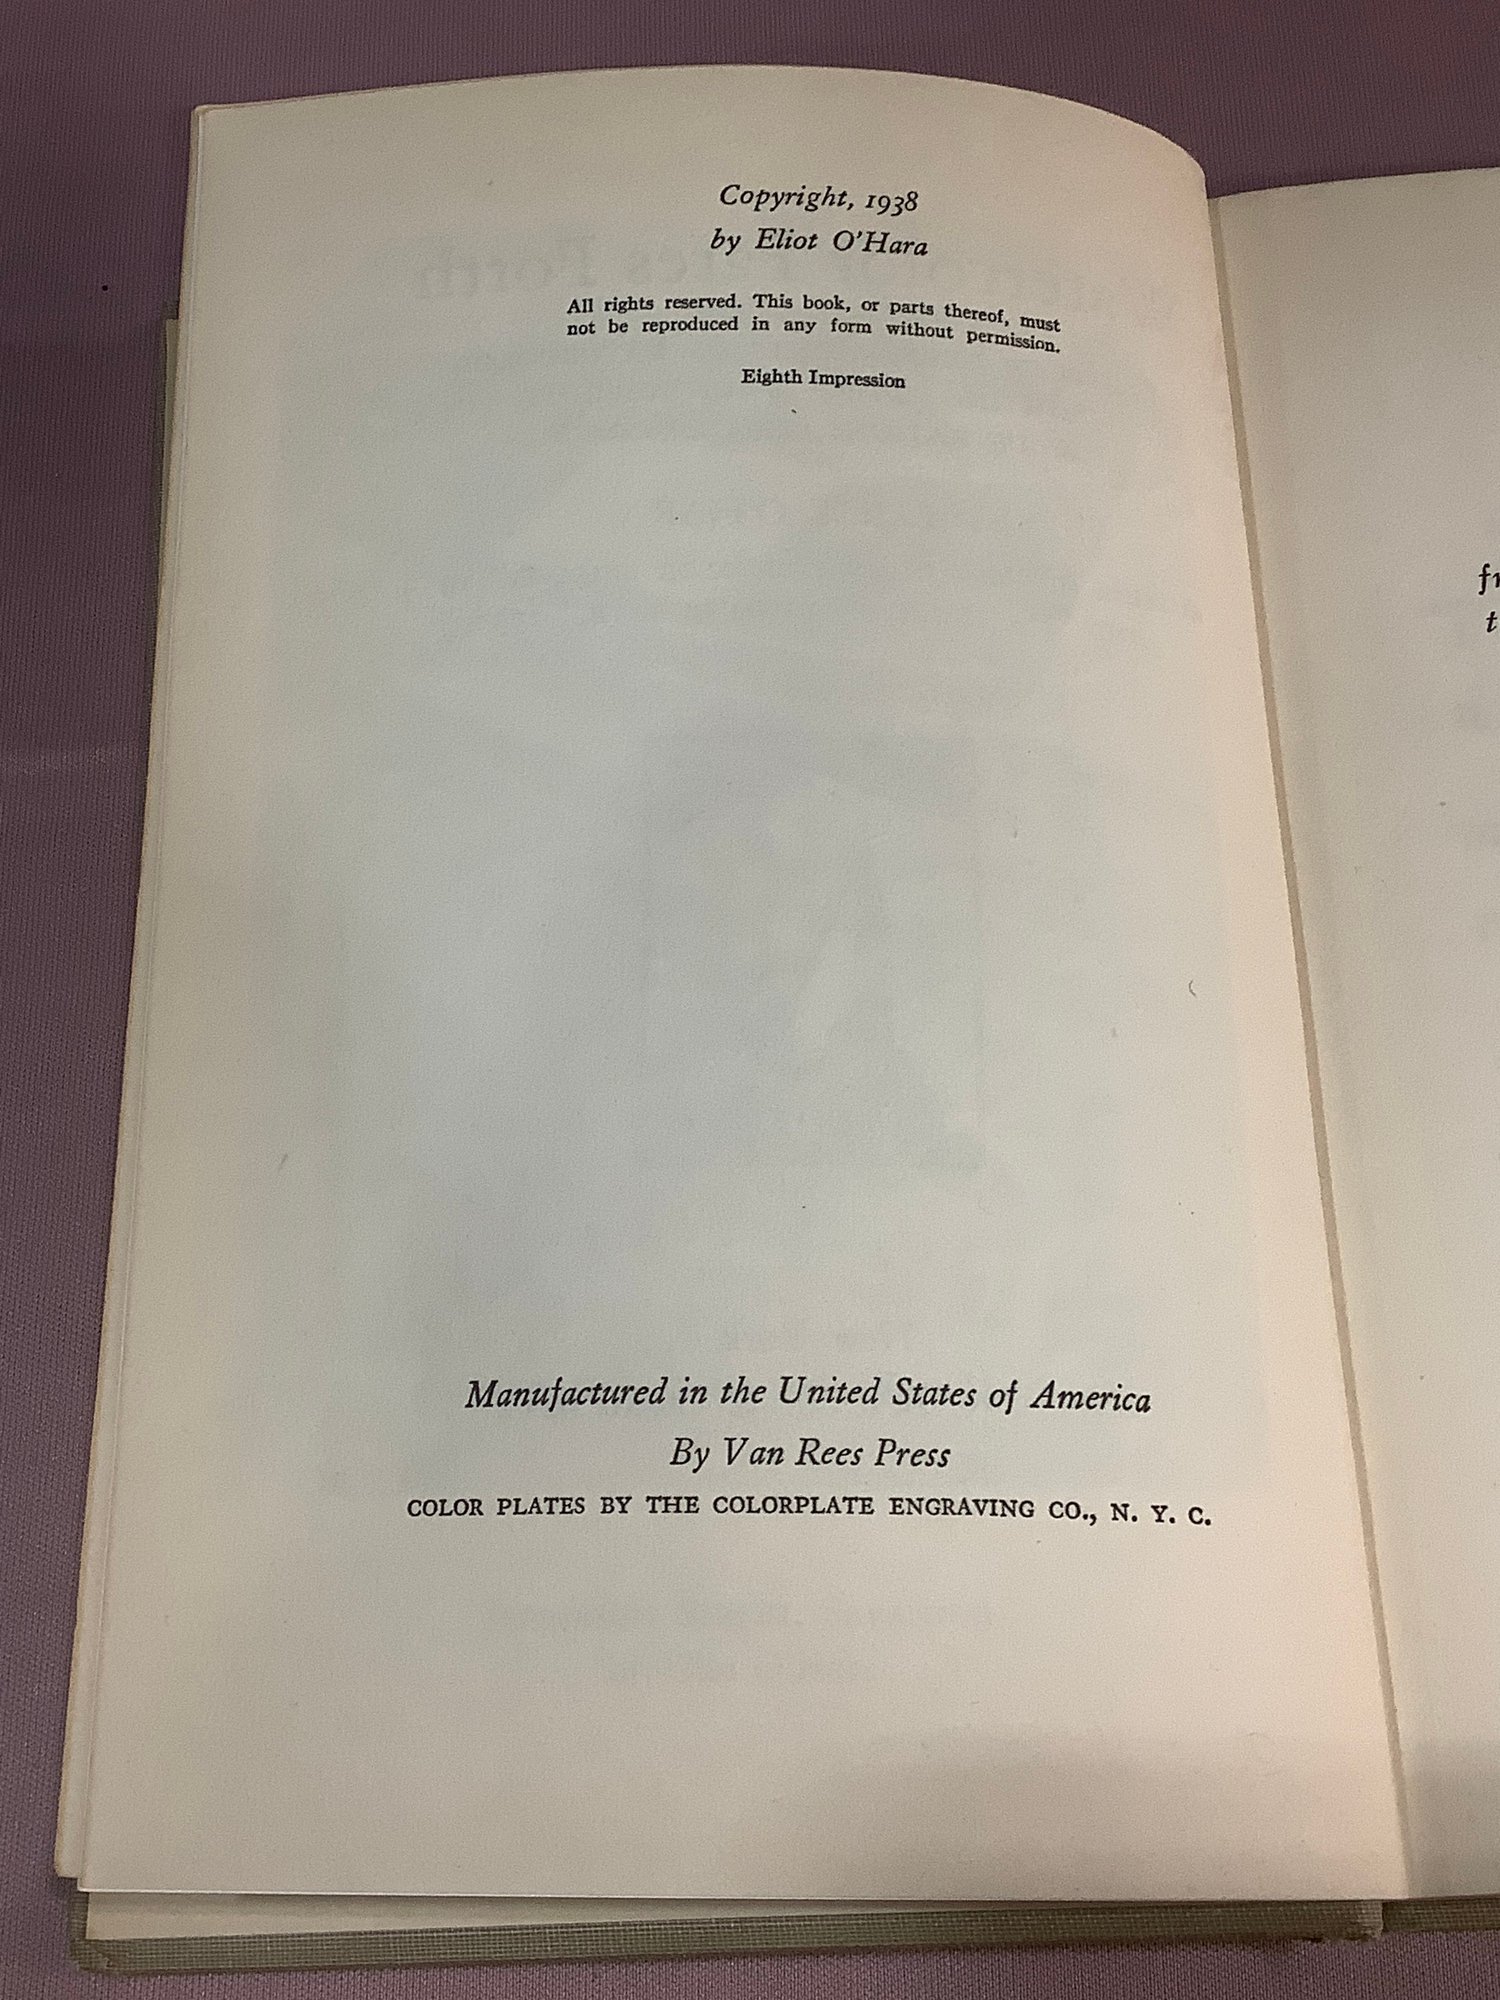 Copyright, 1938
by Eliot O'Hara
All rights reserved. This book, or parts thereof, must
not be reproduced in any form without permission.
Eighth Impression
Manufactured in the United States of America
By Van Rees Press
COLOR PLATES BY THE COLORPLATE ENGRAVING CO., N. Y. C.